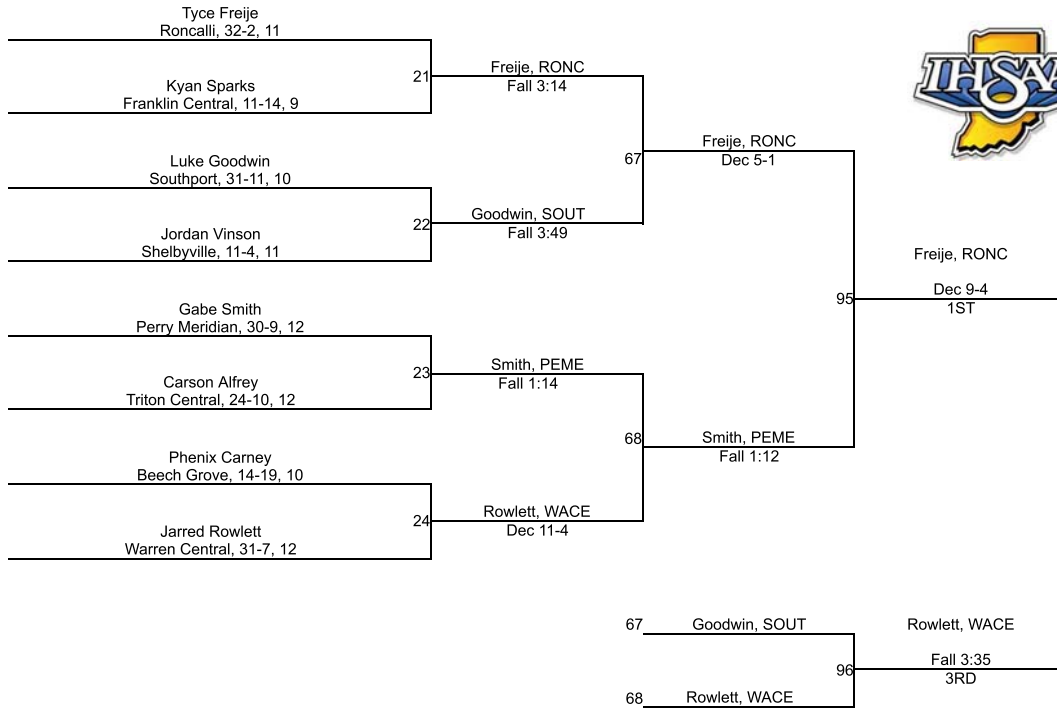 Tyce Freije
Roncalli, 32-2, 11
21
Kyan Sparks
Franklin Central, 11-14, 9
Freije, RONC
Fall 3:14
67
Luke Goodwin
Southport, 31-11, 10
22
Jordan Vinson
Shelbyville, 11-4, 11
Goodwin, SOUT
Fall 3:49
Freije, RONC
Dec 5-1
95
Gabe Smith
Perry Meridian, 30-9, 12
23
Carson Alfrey
Triton Central, 24-10, 12
Smith, PEME
Fall 1:14
68
Phenix Carney
Beech Grove, 14-19, 10
24
Jarred Rowlett
Warren Central, 31-7, 12
Rowlett, WACE
Dec 11-4
Smith, PEME
Fall 1:12
IHSAA
Freije, RONC
Dec 9-4
1ST
67
Goodwin, SOUT
96
68
Rowlett, WACE
Rowlett, WACE
Fall 3:35
3RD